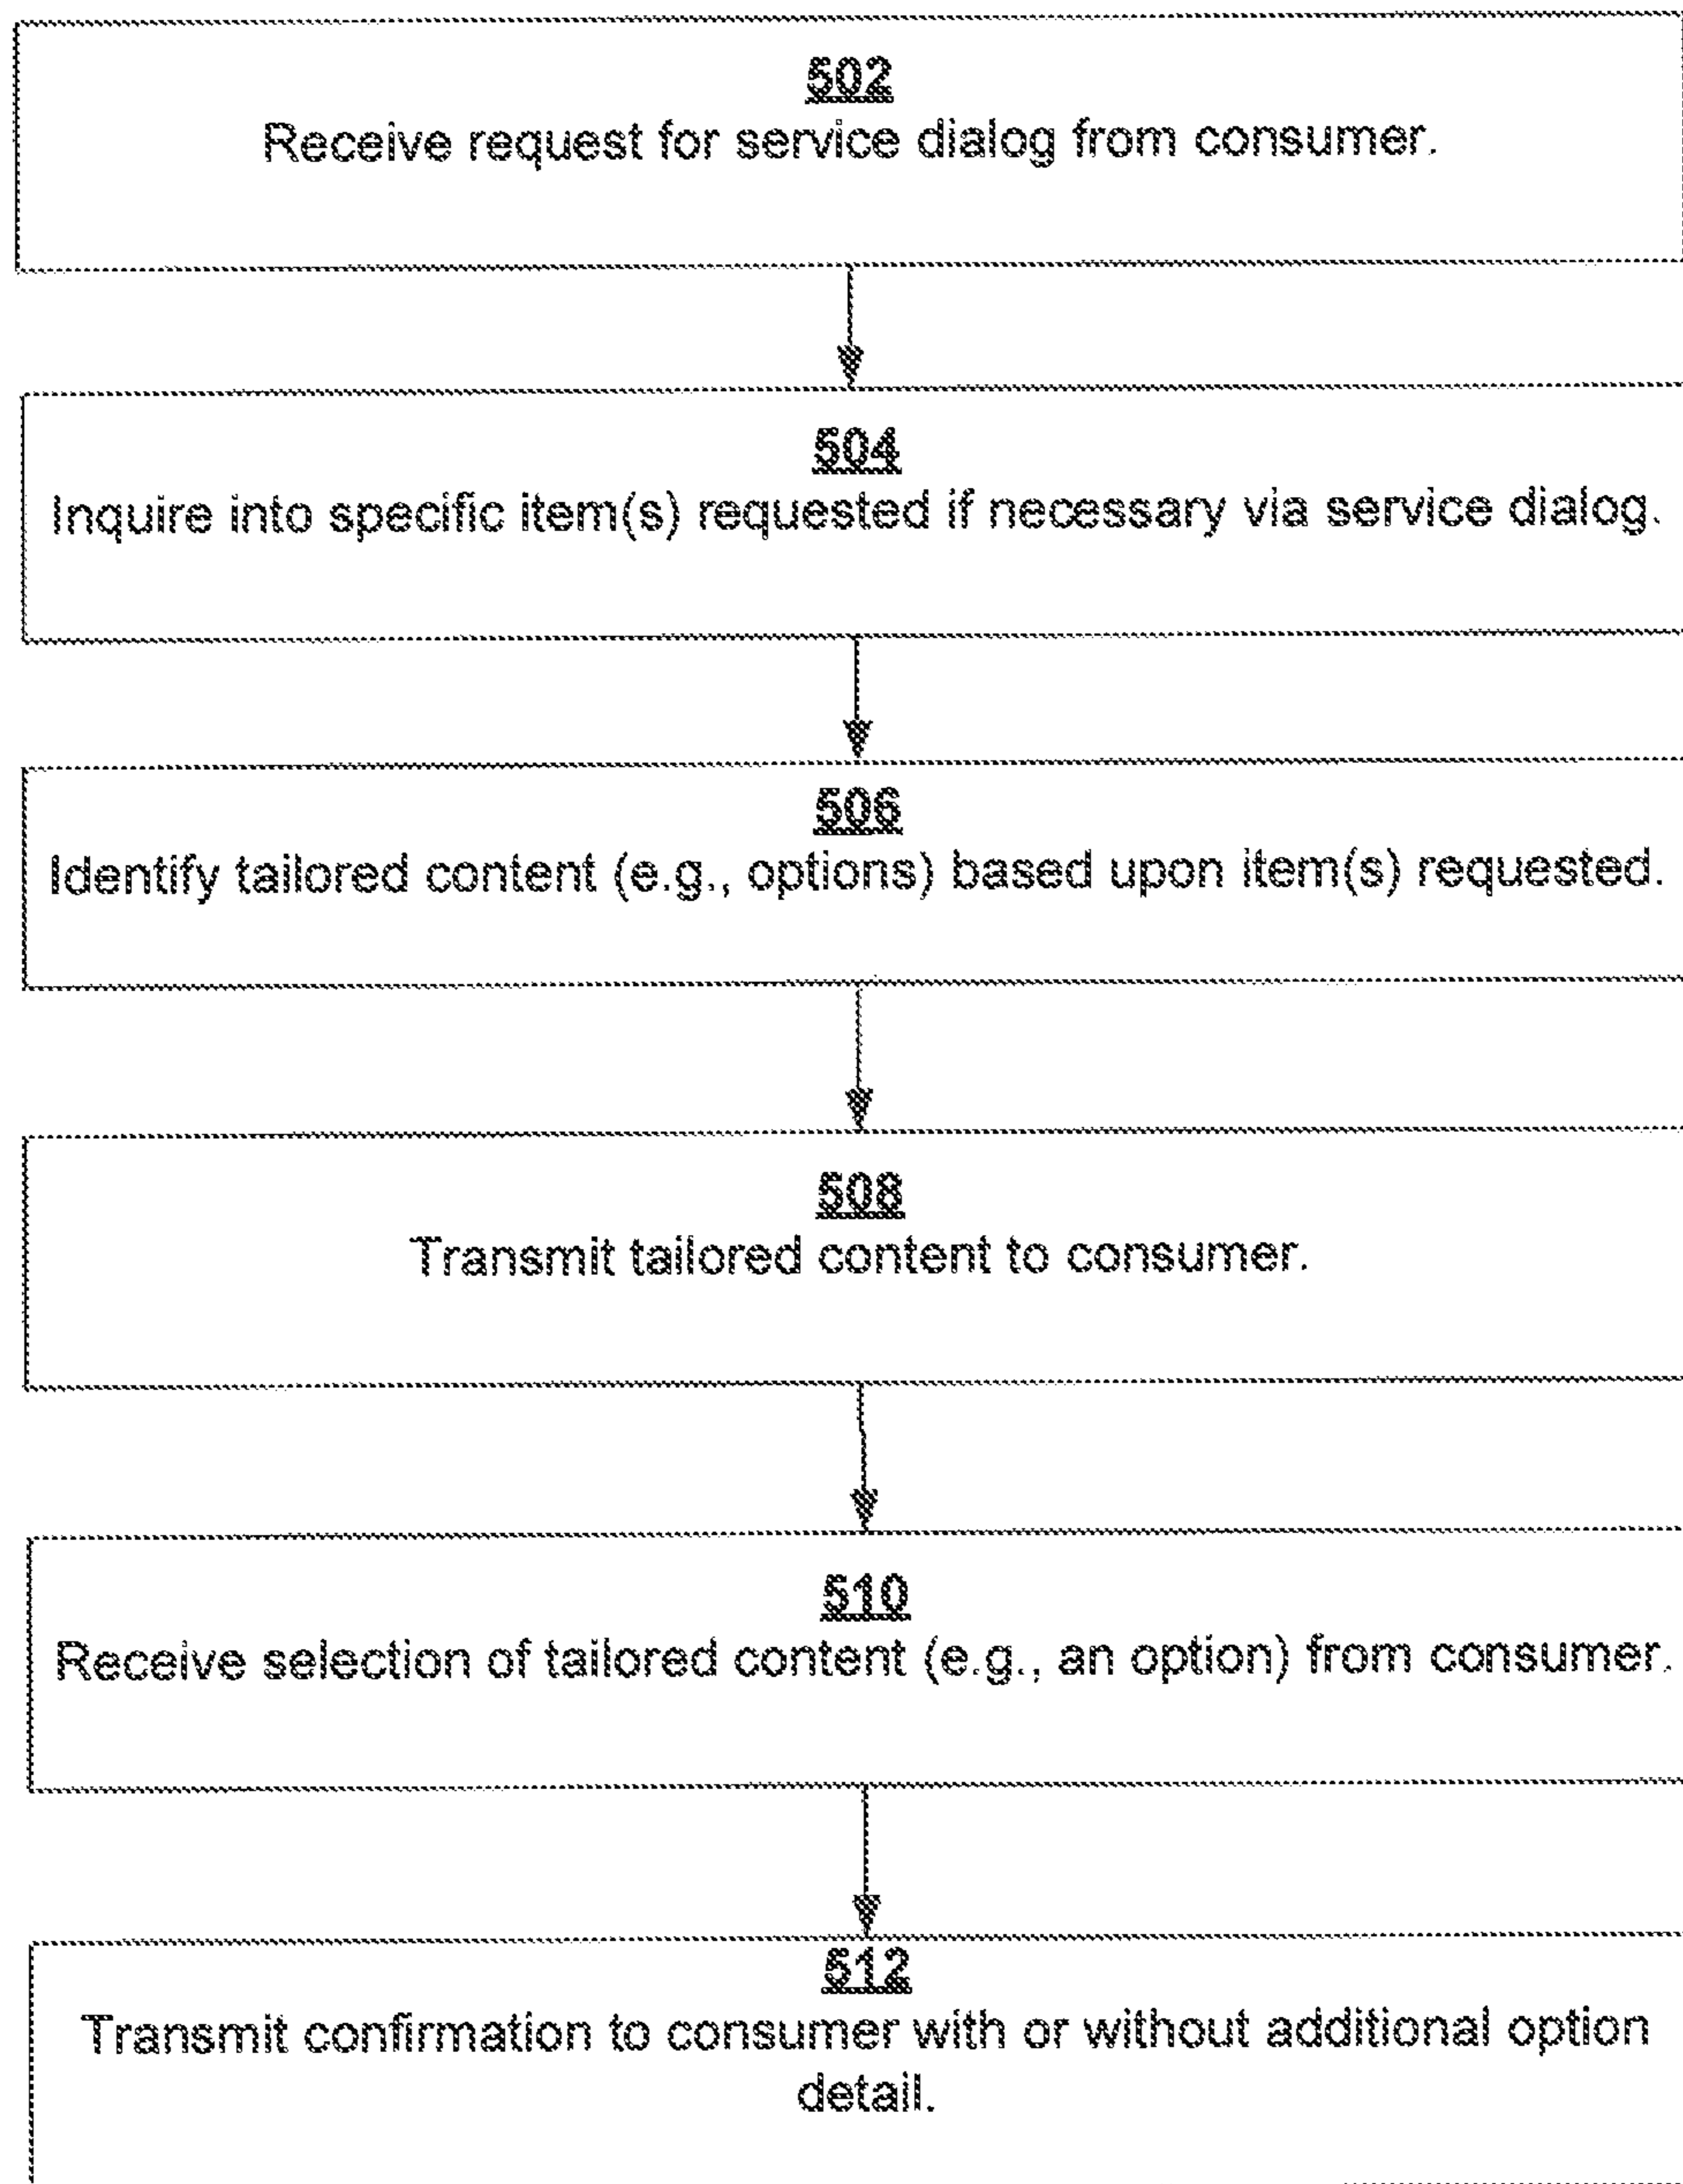 502
Receive request for service dialog from consumer.
504
Inquire into specific item(s) requested if necessary via service dialog.
506
Identify tailored content (e.g., options) based upon item(s) requested.
508
Transmit tailored content to consumer.
510
Receive selection of tailored content (e.g., an option) from consumer.
512
Transmit confirmation to consumer with or without additional option
detail.